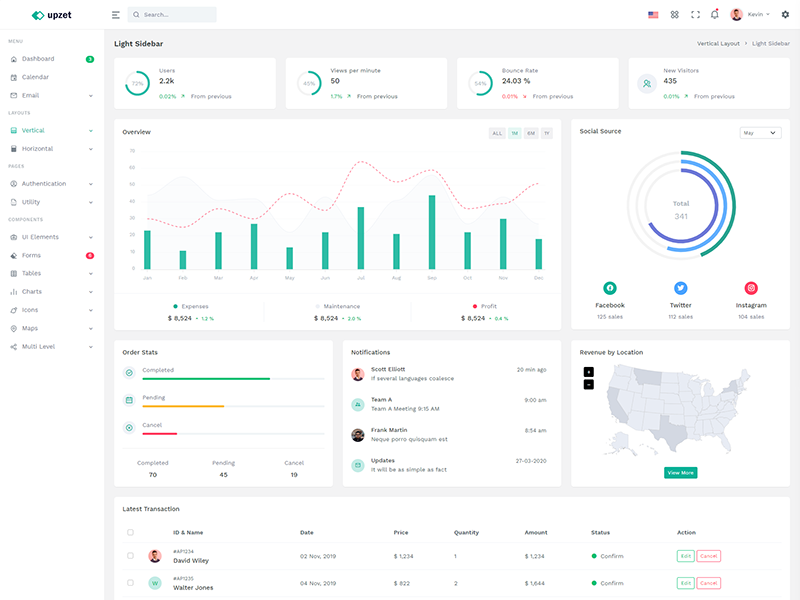 upzet
Search...
Kevin
MENU
Dashboard
3
Calendar
Email
LAYOUTS
Vertical
Horizontal
PAGES
Authentication
Utility
COMPONENTS
UI Elements
Forms
6
Tables
Charts
Icons
Maps
Multi Level
Light Sidebar
Vertical Layout > Light Sidebar
72%
Users
2.2k
0.02% From previous
45%
Views per minute
50
1.7% From previous
54%
Bounce Rate
24.03 %
0.01% From previous
New Visitors
435
0.01% From previous
Overview
ALL 1M 6M 1Y
70
60
50
40
30
20
10
0
Jan Feb Mar Apr May Jun Jul Aug Sep Oct Nov Dec
Expenses
$ 8,524 1.2 %
Maintenance
$ 8,524 2.0 %
Profit
$ 8,524 0.4 %
Social Source
May
Total
341
Facebook
125 sales
Twitter
112 sales
Instagram
104 sales
Order Stats
Completed
Pending
Cancel
Completed Pending Cancel
70 45 19
Notifications
Scott Elliott 20 min ago
If several languages coalesce
Team A 9:00 am
Team A Meeting 9:15 AM
Frank Martin 8:54 am
Neque porro quisquam est
Updates 27-03-2020
It will be as simple as fact
Revenue by Location
+
−
View More
Latest Transaction
ID & Name Date Price Quantity Amount Status Action
#AP1234
David Wiley 02 Nov, 2019 $ 1,234 1 $ 1,234 Confirm Edit Cancel
W
#AP1235
Walter Jones 04 Nov, 2019 $ 822 2 $ 1,644 Confirm Edit Cancel